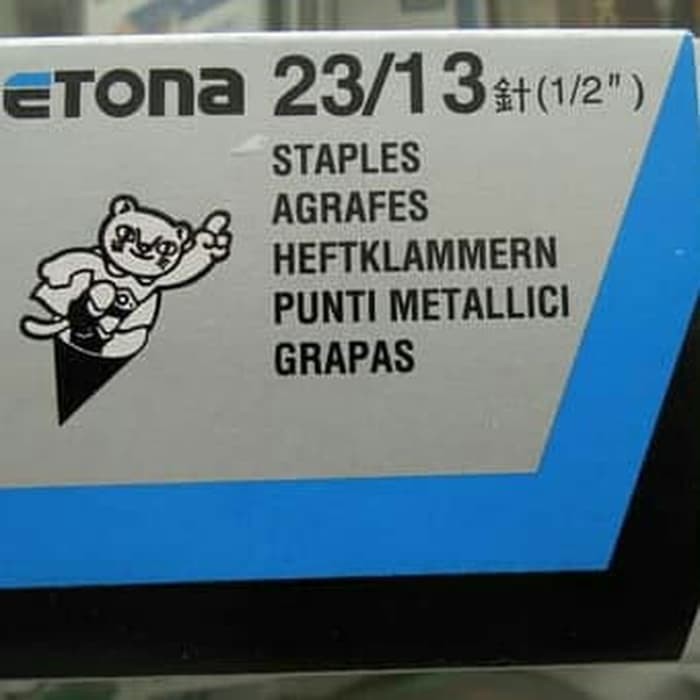 ETONA 23/13 針(1/2")
STAPLES
AGRAFES
HEFTKLAMMERN
PUNTI METALLICI
GRAPAS